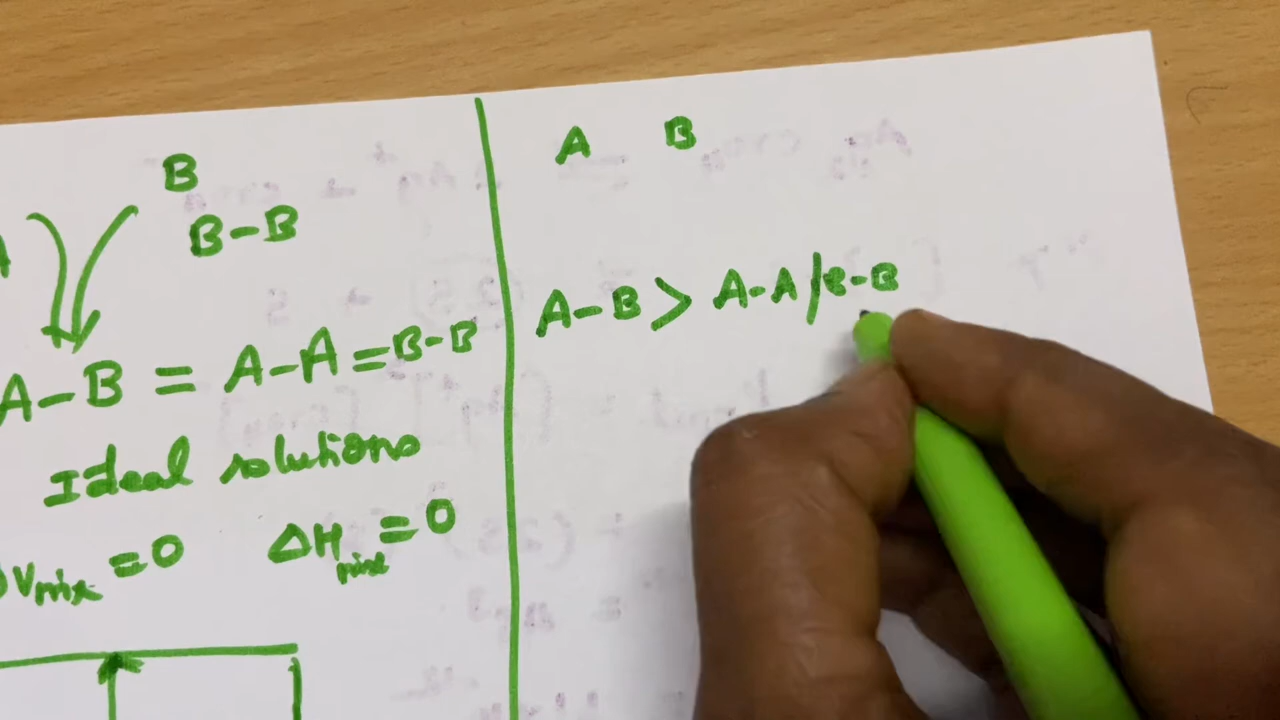 B
B-B
A-B = A-A = B-B
Ideal solutions
Vmix = 0 ΔHmix = 0
A B
A-B > A-A/B-B